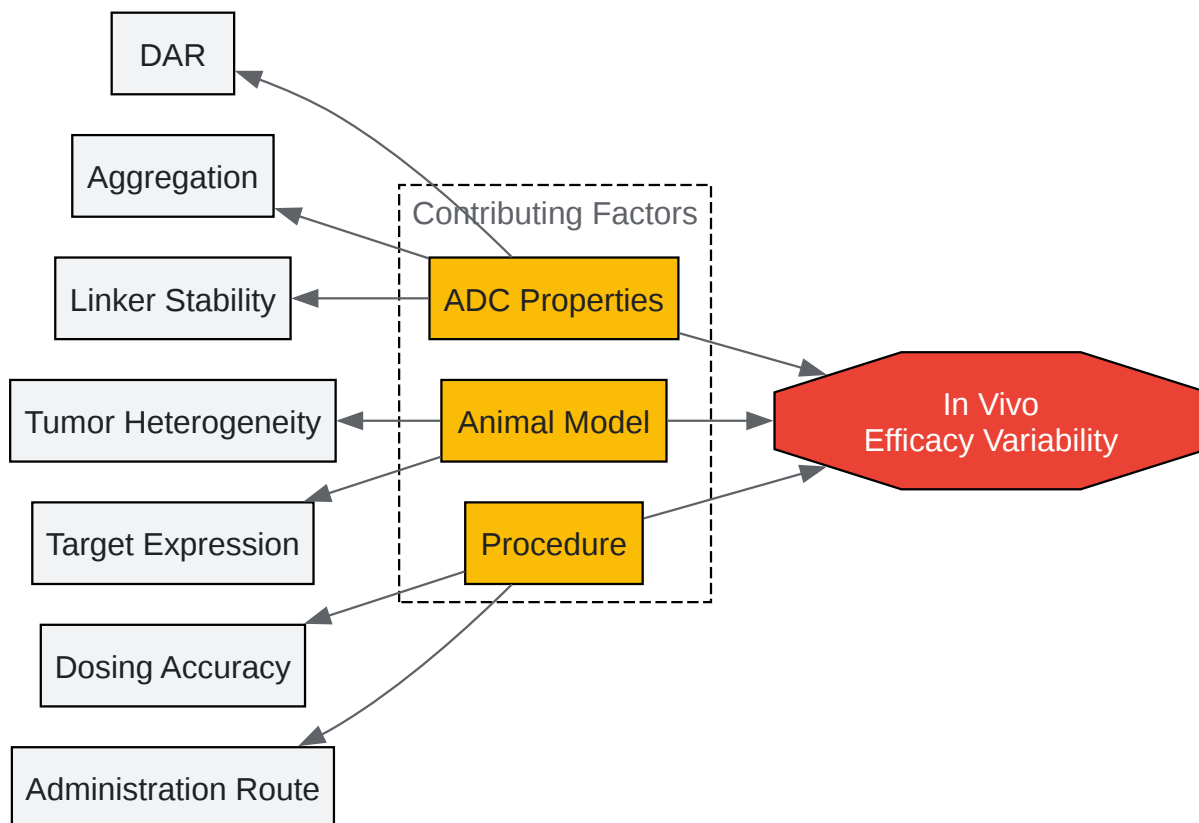 DAR
Aggregation
Linker Stability
Tumor Heterogeneity
Target Expression
Dosing Accuracy
Administration Route
Contributing Factors
ADC Properties
Animal Model
Procedure
In Vivo
Efficacy Variability